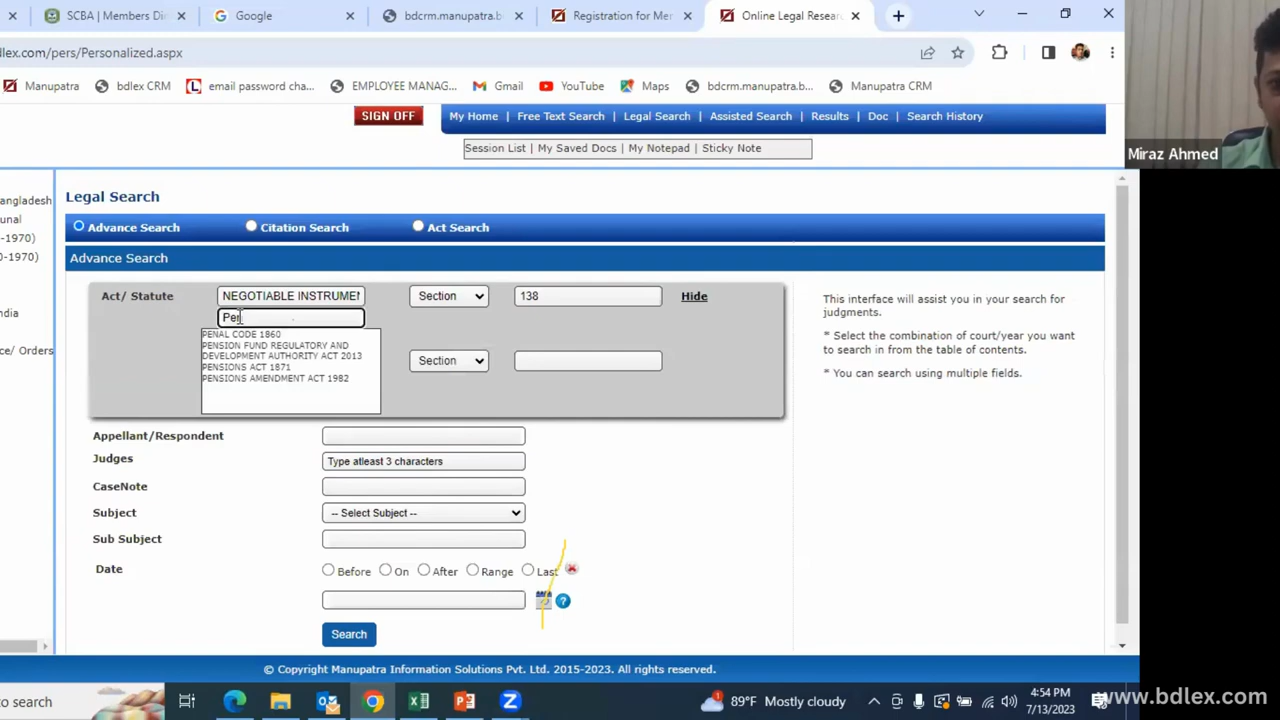 SCBA | Members Di
Google
bdcrm.manupatra.b
Registration for Mer
Online Legal Resear
dlex.com/pers/Personalized.aspx
Manupatra
bdlex CRM
email password cha...
EMPLOYEE MANAG...
Gmail
YouTube
Maps
bdcrm.manupatra.b...
Manupatra CRM
SIGN OFF
My Home | Free Text Search | Legal Search | Assisted Search | Results | Doc | Search History
Session List | My Saved Docs | My Notepad | Sticky Note
Miraz Ahmed
angladesh
unal
0-1970)
0-1970)
ndia
e/ Orders
Legal Search
Advance Search
Citation Search
Act Search
Advance Search
Act/ Statute
NEGOTIABLE INSTRUMEN
Section
138
Hide
Pen
PENAL CODE 1860
PENSION FUND REGULATORY AND
DEVELOPMENT AUTHORITY ACT 2013
PENSIONS ACT 1871
PENSIONS AMENDMENT ACT 1982
Section
This interface will assist you in your search for
judgments.
* Select the combination of court/year you want
to search in from the table of contents.
* You can search using multiple fields.
Appellant/Respondent
Judges
Type atleast 3 characters
CaseNote
Subject
-- Select Subject --
Sub Subject
Date
Before
On
After
Range
Last
?
Search
© Copyright Manupatra Information Solutions Pvt. Ltd. 2015-2023. All rights reserved.
to search
89°F Mostly cloudy
4:54 PM
7/13/2023
www.bdlex.com